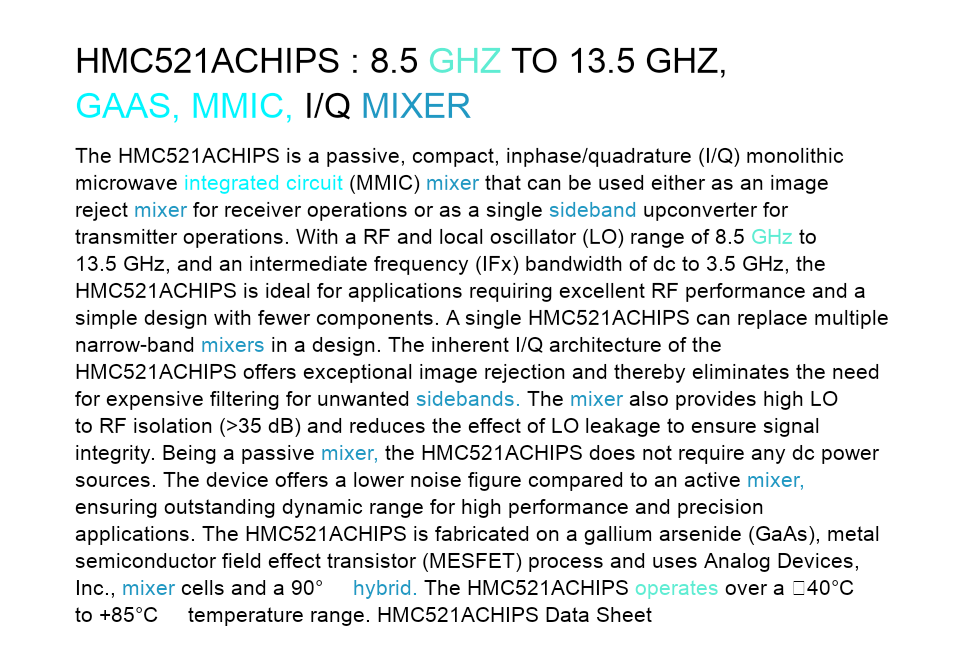 HMC521ACHIPS : 8.5 GHZ TO 13.5 GHZ,
GAAS, MMIC, I/Q MIXER
The HMC521ACHIPS is a passive, compact, inphase/quadrature (I/Q) monolithic
microwave integrated circuit (MMIC) mixer that can be used either as an image
reject mixer for receiver operations or as a single sideband upconverter for
transmitter operations. With a RF and local oscillator (LO) range of 8.5 GHz to
13.5 GHz, and an intermediate frequency (IFx) bandwidth of dc to 3.5 GHz, the
HMC521ACHIPS is ideal for applications requiring excellent RF performance and a
simple design with fewer components. A single HMC521ACHIPS can replace multiple
narrow-band mixers in a design. The inherent I/Q architecture of the
HMC521ACHIPS offers exceptional image rejection and thereby eliminates the need
for expensive filtering for unwanted sidebands. The mixer also provides high LO
to RF isolation (>35 dB) and reduces the effect of LO leakage to ensure signal
integrity. Being a passive mixer, the HMC521ACHIPS does not require any dc power
sources. The device offers a lower noise figure compared to an active mixer,
ensuring outstanding dynamic range for high performance and precision
applications. The HMC521ACHIPS is fabricated on a gallium arsenide (GaAs), metal
semiconductor field effect transistor (MESFET) process and uses Analog Devices,
Inc., mixer cells and a 90° hybrid. The HMC521ACHIPS operates over a □40°C
to +85°C temperature range. HMC521ACHIPS Data Sheet